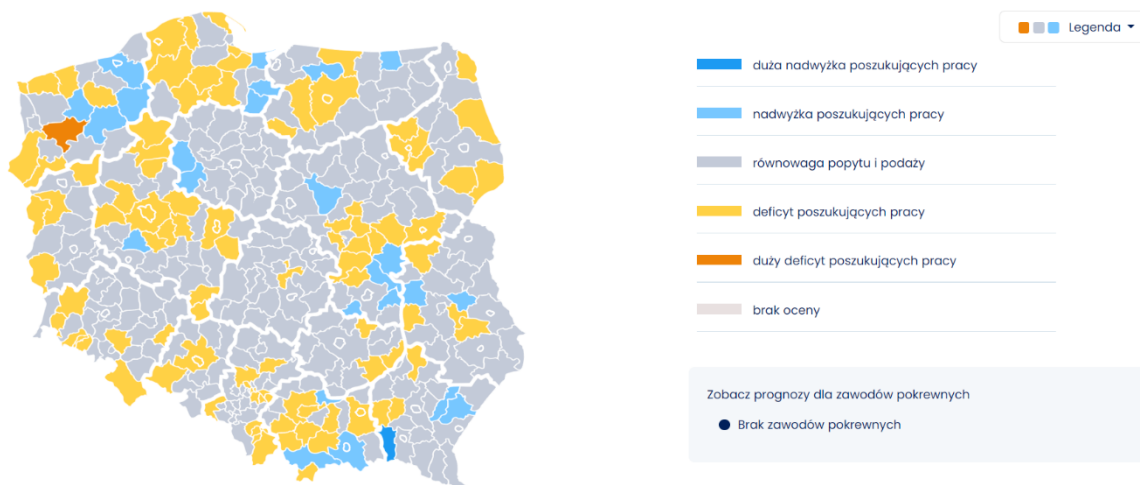 Legenda
duża nadwyżka poszukujących pracy
nadwyżka poszukujących pracy
równowaga popytu i podaży
deficyt poszukujących pracy
duży deficyt poszukujących pracy
brak oceny
Zobacz prognozy dla zawodów pokrewnych
Brak zawodów pokrewnych